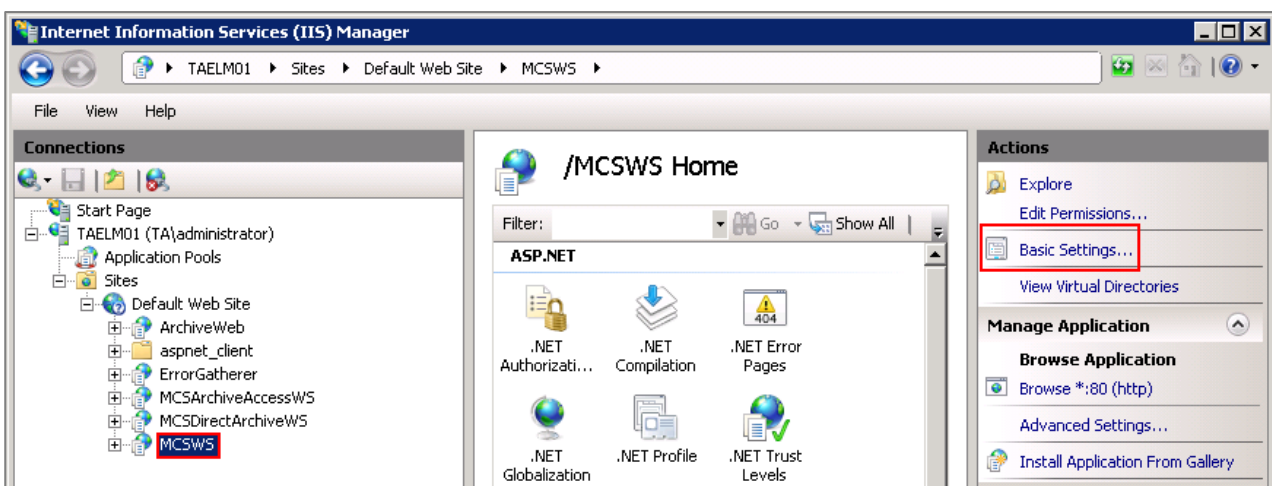 Internet Information Services (IIS) Manager
TAELM01 Sites Default Web Site MCSWS
File View Help
Connections
Start Page
TAELM01 (TA\administrator)
Application Pools
Sites
Default Web Site
ArchiveWeb
aspnet_client
ErrorGatherer
MCSArchiveAccessWS
MCSDirectArchiveWS
MCSWS
/MCSWS Home
Filter: Go Show All
ASP.NET
.NET Authorizati...
.NET Compilation
404
.NET Error Pages
.NET Globalization
.NET Profile
.NET Trust Levels
Actions
Explore
Edit Permissions...
Basic Settings...
View Virtual Directories
Manage Application
Browse Application
Browse *:80 (http)
Advanced Settings...
Install Application From Gallery